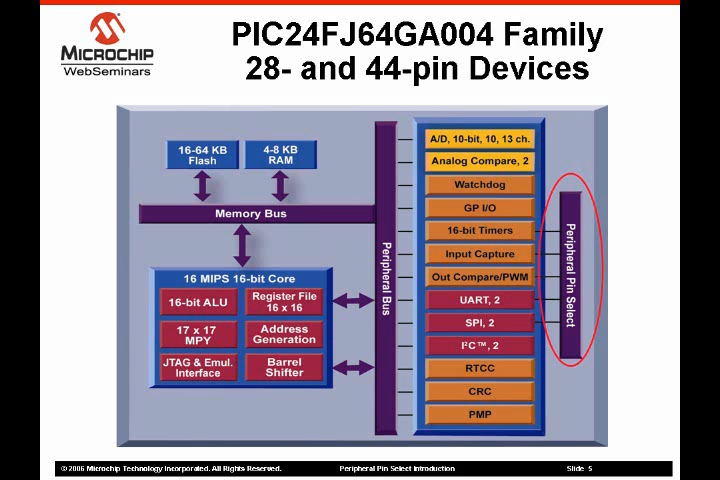 PIC24FJ64GA004 Family
28- and 44-pin Devices
MICROCHIP
WebSeminars
16-64 KB
Flash
4-8 KB
RAM
Memory Bus
16 MIPS 16-bit Core
16-bit ALU
Register File
16 x 16
17 x 17
MPY
Address
Generation
JTAG & Emul.
Interface
Barrel
Shifter
Peripheral Bus
A/D, 10-bit, 10, 13 ch.
Analog Compare, 2
Watchdog
GP I/O
16-bit Timers
Input Capture
Out Compare/PWM
UART, 2
SPI, 2
I²C™, 2
RTCC
CRC
PMP
Peripheral Pin Select
© 2006 Microchip Technology Incorporated. All Rights Reserved.
Peripheral Pin Select Introduction
Slide 5